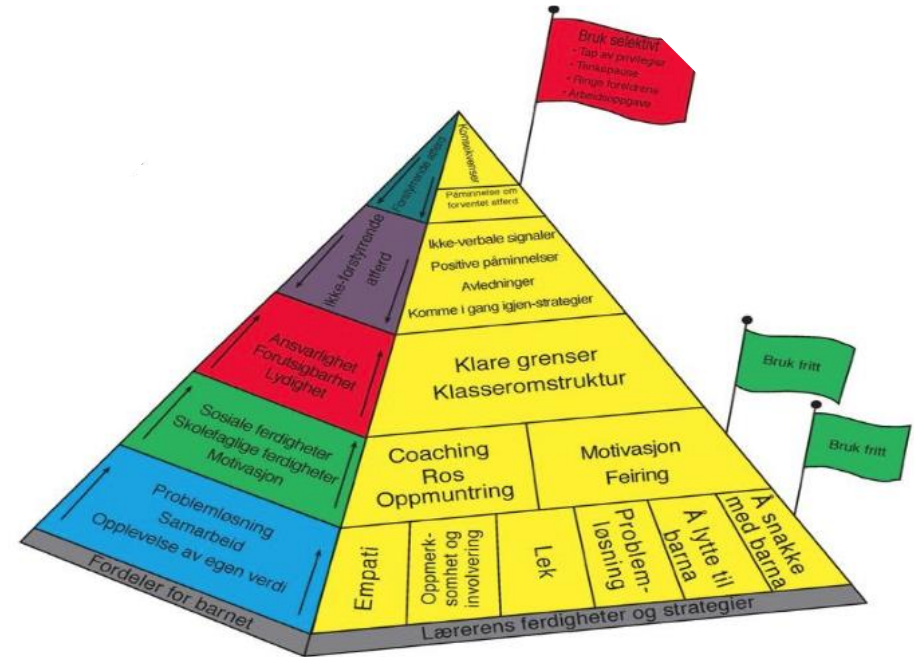 Bruk selektivt
• Tap av privilegier
• Tenkepause
• Ringe foreldrene
• Arbeidsoppgave
Konsekvenser
Påminnelse om
forventet atferd
Forstyrrende atferd
Ikke-verbale signaler
Positive påminnelser
Avledninger
Komme i gang igjen-strategier
Ikke-forstyrrende
atferd
Klare grenser
Klasseromstruktur
Ansvarlighet
Forutsigbarhet
Lydighet
Bruk fritt
Bruk fritt
Coaching
Ros
Oppmuntring
Motivasjon
Feiring
Sosiale ferdigheter
Skolefaglige ferdigheter
Motivasjon
Problemløsning
Samarbeid
Opplevelse av egen verdi
Empati
Oppmerk-
somhet og
involvering
Lek
Problem-
løsning
Å lytte til
barna
Å snakke
med barna
Fordeler for barnet
Lærerens ferdigheter og strategier